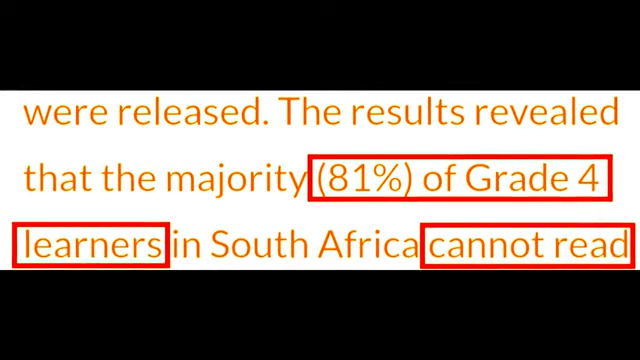 were released. The results revealed
that the majority (81%) of Grade 4
learners in South Africa cannot read